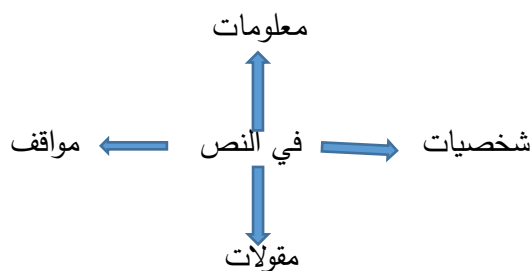 معلومات
شخصيات
في النص
مواقف
مقولات